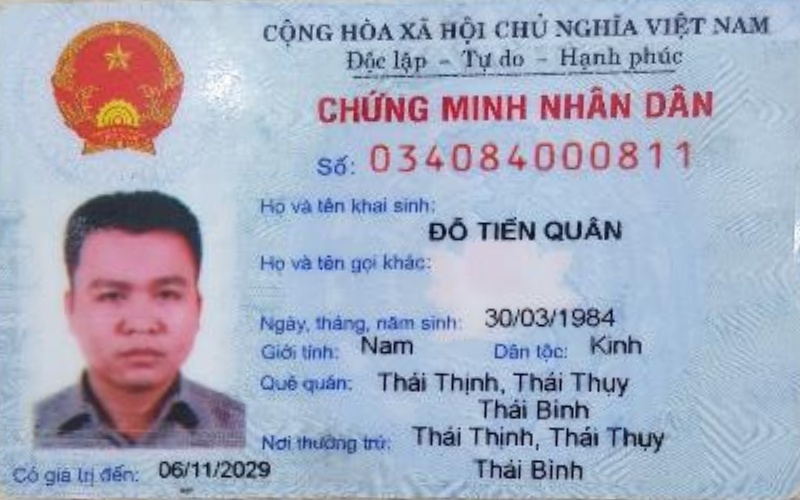 CỘNG HÒA XÃ HỘI CHỦ NGHĨA VIỆT NAM
Độc lập - Tự do - Hạnh phúc
CHỨNG MINH NHÂN DÂN
Số: 034084000811
Họ và tên khai sinh:
ĐỖ TIẾN QUÂN
Họ và tên gọi khác:
Ngày, tháng, năm sinh: 30/03/1984
Giới tính: Nam Dân tộc: Kinh
Quê quán: Thái Thịnh, Thái Thụy
Thái Bình
Nơi thường trú: Thái Thịnh, Thái Thụy
Thái Bình
Có giá trị đến: 06/11/2029